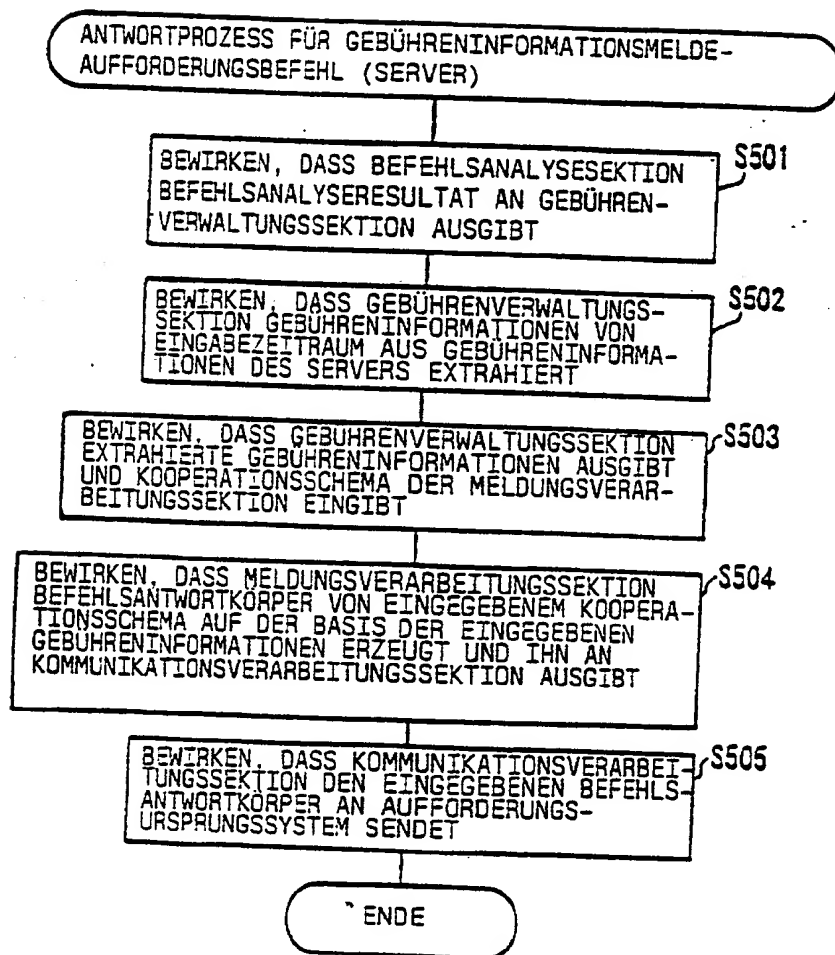 ANTWORTPROZESS FÜR GEBÜHRENINFORMATIONSMELDE-
AUFFORDERUNGSBEFEHL (SERVER)
BEWIRKEN, DASS BEFEHLSANALYSESEKTION
BEFEHLSANALYSERESULTAT AN GEBÜHREN-
VERWALTUNGSSEKTION AUSGIBT
S501
BEWIRKEN, DASS GEBÜHRENVERWALTUNGS-
SEKTION GEBÜHRENINFORMATIONEN VON
EINGABEZEITRAUM AUS GEBÜHRENINFORMA-
TIONEN DES SERVERS EXTRAHIERT
S502
BEWIRKEN, DASS GEBÜHRENVERWALTUNGSSEKTION
EXTRAHIERTE GEBÜHRENINFORMATIONEN AUSGIBT
UND KOOPERATIONSSCHEMA DER MELDUNGSVERAR-
BEITUNGSSEKTION EINGIBT
S503
BEWIRKEN, DASS MELDUNGSVERARBEITUNGSSEKTION
BEFEHLSANTWORTKÖRPER VON EINGEGEBENEM KOOPERA-
TIONSSCHEMA AUF DER BASIS DER EINGEGEBENEN
GEBÜHRENINFORMATIONEN ERZEUGT UND IHN AN
KOMMUNIKATIONSVERARBEITUNGSSEKTION AUSGIBT
S504
BEWIRKEN, DASS KOMMUNIKATIONSVERARBEI-
TUNGSSEKTION DEN EINGEGEBENEN BEFEHLS-
ANTWORTKÖRPER AN AUFFORDERUNGS-
URSPRUNGSSYSTEM SENDET
S505
ENDE